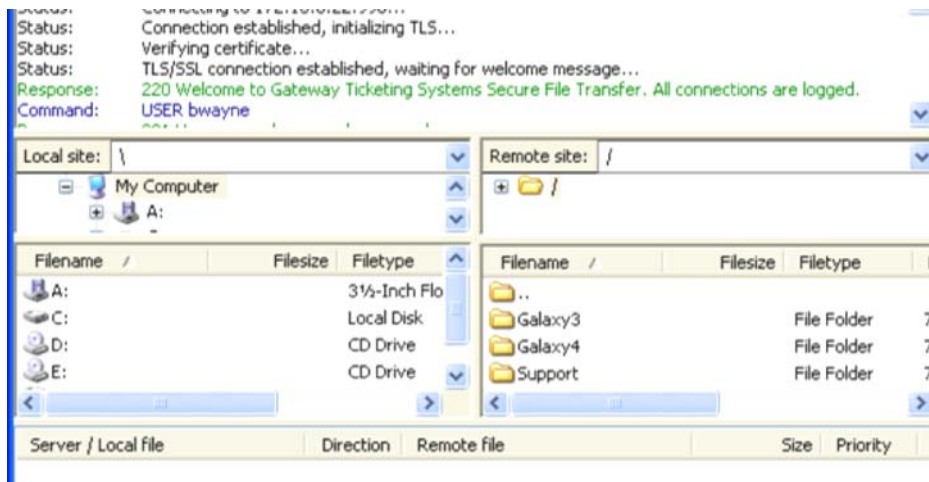 Status: Connection established, initializing TLS...
Status: Verifying certificate...
Status: TLS/SSL connection established, waiting for welcome message...
Response: 220 Welcome to Gateway Ticketing Systems Secure File Transfer. All connections are logged.
Command: USER bwayne
Local site: \
Remote site: /
My Computer
/
A:
Filename / Filesize Filetype
Filename / Filesize Filetype
A: 3½-Inch Flo
..
C: Local Disk
Galaxy3 File Folder 7
D: CD Drive
Galaxy4 File Folder 7
E: CD Drive
Support File Folder 7
Server / Local file Direction Remote file Size Priority